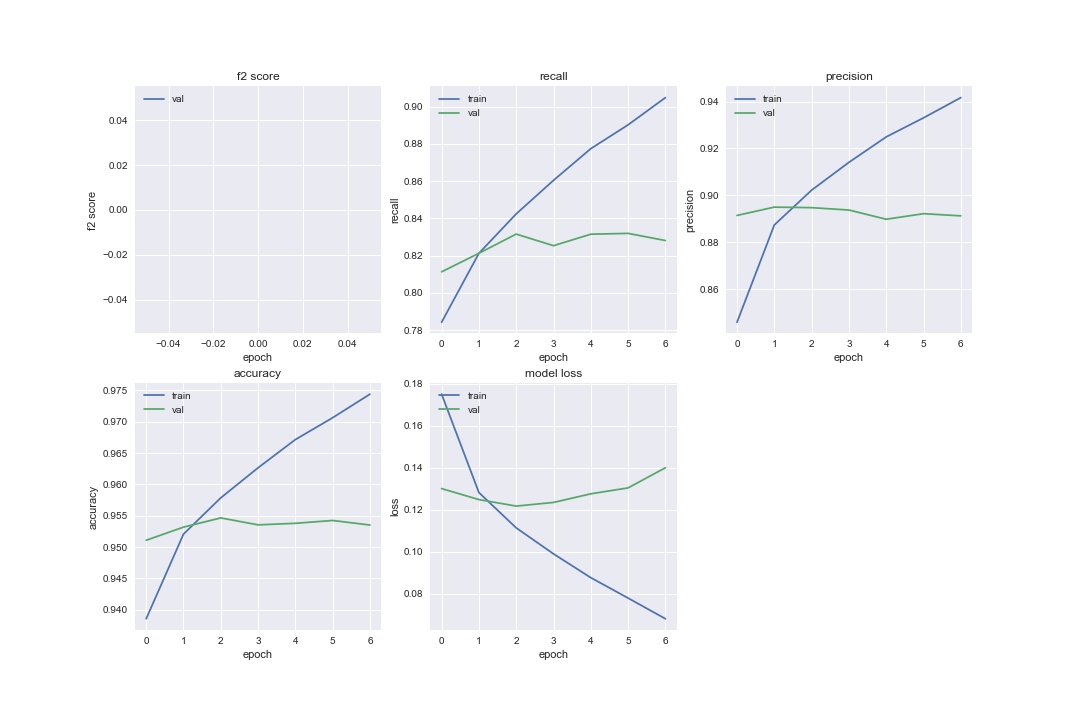 f2 score
val
0.04
0.02
0.00
−0.02
−0.04
f2 score
−0.04 −0.02 0.00 0.02 0.04
epoch
recall
train
val
0.90
0.88
0.86
0.84
0.82
0.80
0.78
recall
0 1 2 3 4 5 6
epoch
precision
train
val
0.94
0.92
0.90
0.88
0.86
precision
0 1 2 3 4 5 6
epoch
accuracy
train
val
0.975
0.970
0.965
0.960
0.955
0.950
0.945
0.940
accuracy
0 1 2 3 4 5 6
epoch
model loss
train
val
0.18
0.16
0.14
0.12
0.10
0.08
loss
0 1 2 3 4 5 6
epoch